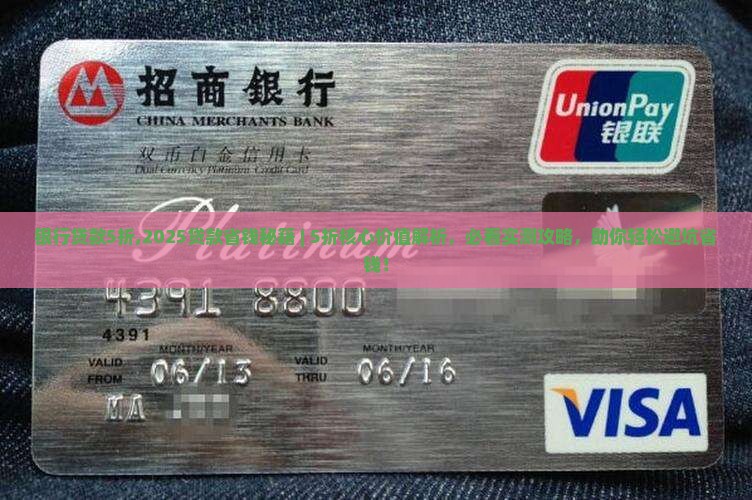 招商银行
CHINA MERCHANTS BANK
UnionPay
银联
双币白金信用卡
Dual Currency Platinum Credit Card
Platinum
银行贷款5折,2025贷款省钱秘籍 | 5折核心价值解析，必看实测攻略，助你轻松避坑省
钱！
4391 8800
4391
MONTH/YEAR MONTH/YEAR
VALID FROM 06/13 VALID THRU 06/16
MA
VISA